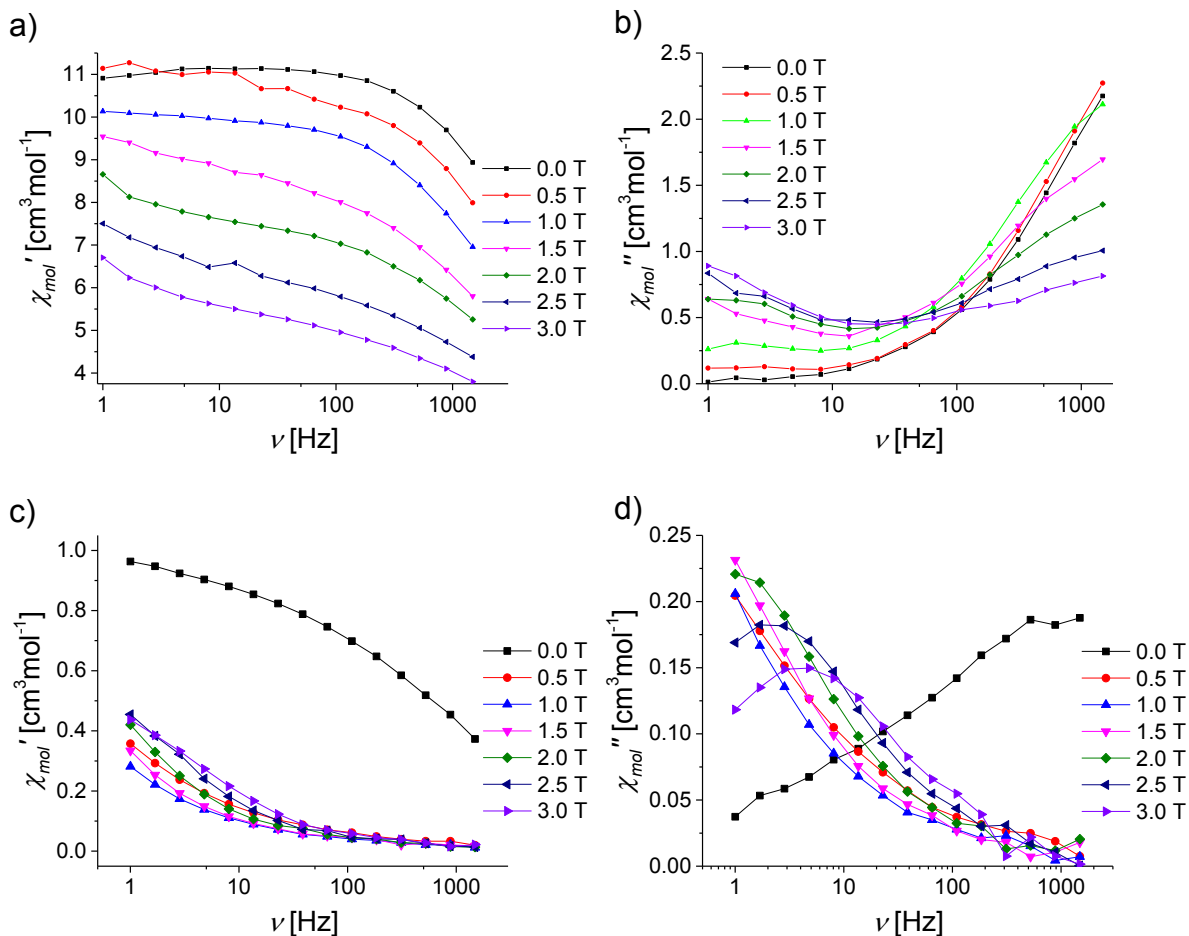 a)
11
10
9
8
7
6
5
4
χmol′ [cm³mol⁻¹]
1 10 100 1000
ν [Hz]
0.0 T
0.5 T
1.0 T
1.5 T
2.0 T
2.5 T
3.0 T
b)
2.5
2.0
1.5
1.0
0.5
0.0
χmol″ [cm³mol⁻¹]
1 10 100 1000
ν [Hz]
0.0 T
0.5 T
1.0 T
1.5 T
2.0 T
2.5 T
3.0 T
c)
1.0
0.8
0.6
0.4
0.2
0.0
χmol′ [cm³mol⁻¹]
1 10 100 1000
ν [Hz]
0.0 T
0.5 T
1.0 T
1.5 T
2.0 T
2.5 T
3.0 T
d)
0.25
0.20
0.15
0.10
0.05
0.00
χmol″ [cm³mol⁻¹]
1 10 100 1000
ν [Hz]
0.0 T
0.5 T
1.0 T
1.5 T
2.0 T
2.5 T
3.0 T